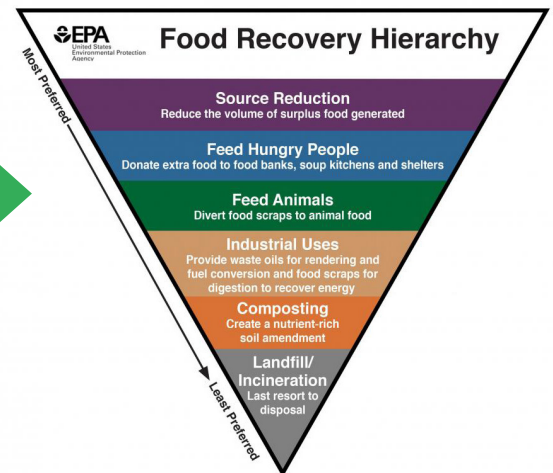 EPA
United States
Environmental Protection
Agency
Food Recovery Hierarchy
Most Preferred
Source Reduction
Reduce the volume of surplus food generated
Feed Hungry People
Donate extra food to food banks, soup kitchens and shelters
Feed Animals
Divert food scraps to animal food
Industrial Uses
Provide waste oils for rendering and
fuel conversion and food scraps for
digestion to recover energy
Composting
Create a nutrient-rich
soil amendment
Landfill/
Incineration
Last resort to
disposal
Least Preferred